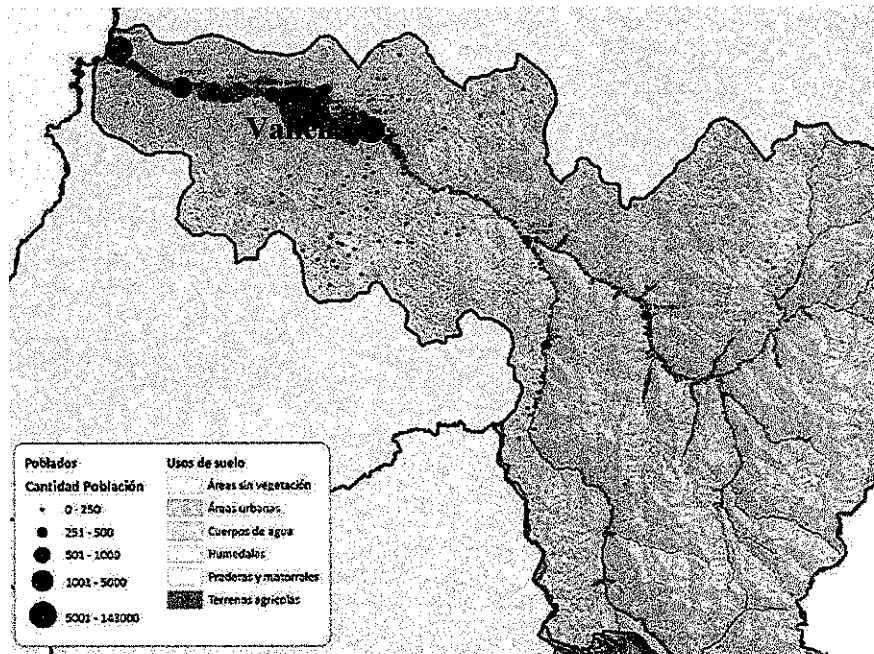 Poblados
Cantidad Población
0 - 250
251 - 500
501 - 1000
1001 - 5000
5001 - 143000
Usos de suelo
Áreas sin vegetación
Áreas urbanas
Cuerpos de agua
Humedales
Praderas y matorrales
Terrenos agrícolas